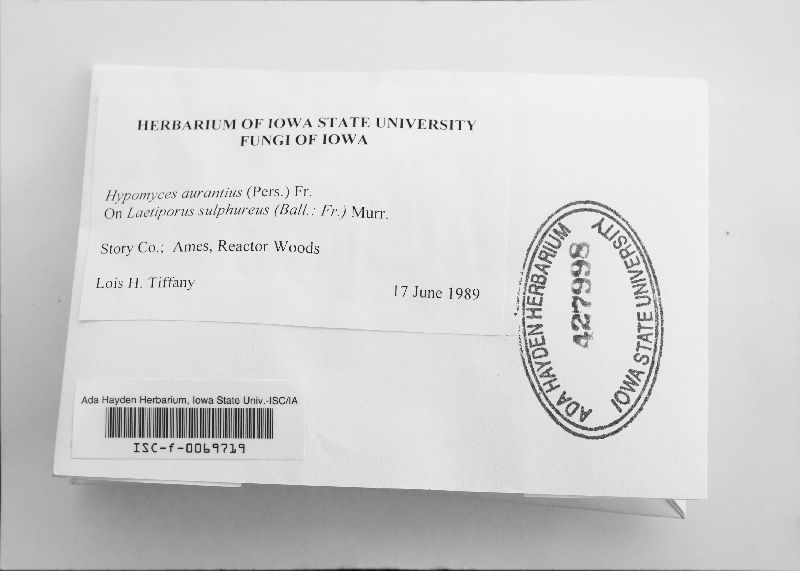 HERBARIUM OF IOWA STATE UNIVERSITY
FUNGI OF IOWA
Hypomyces aurantius (Pers.) Fr.
On Laetiporus sulphureus (Ball.: Fr.) Murr.
Story Co.; Ames, Reactor Woods
Lois H. Tiffany
17 June 1989
ADA HAYDEN HERBARIUM
427998
IOWA STATE UNIVERSITY
Ada Hayden Herbarium, Iowa State Univ.-ISC/IA
ISC-f-0069719